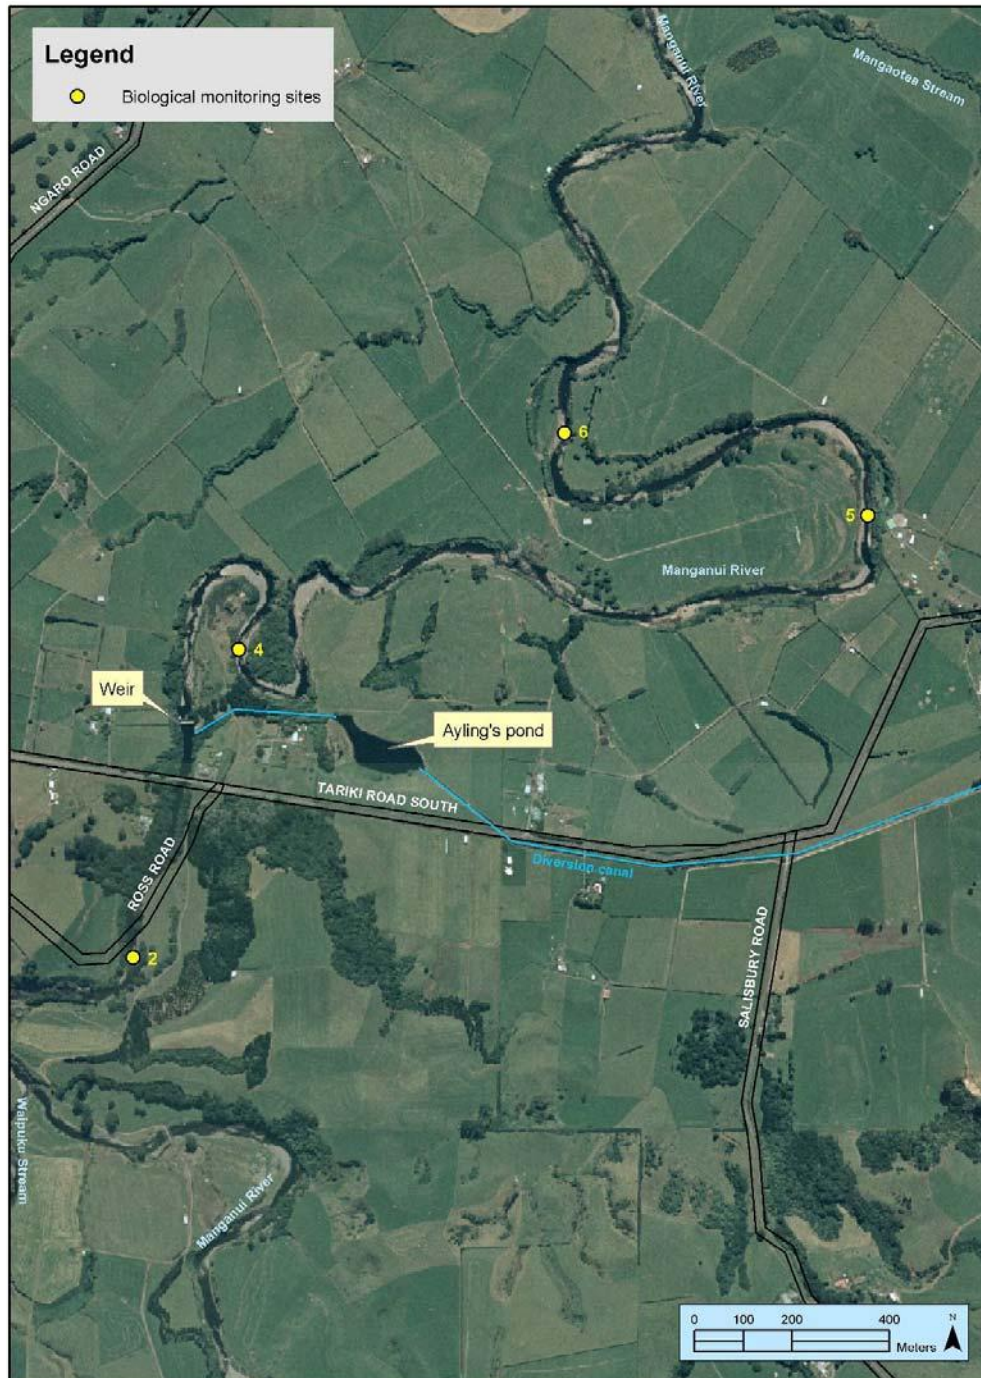 Legend
Biological monitoring sites
Manganui River
Mangaotea Stream
NGARO ROAD
6
5
Manganui River
4
Weir
Ayling's pond
TARIKI ROAD SOUTH
Diversion canal
ROSS ROAD
2
SALISBURY ROAD
Waipuku Stream
Manganui River
0 100 200 400
Meters
N